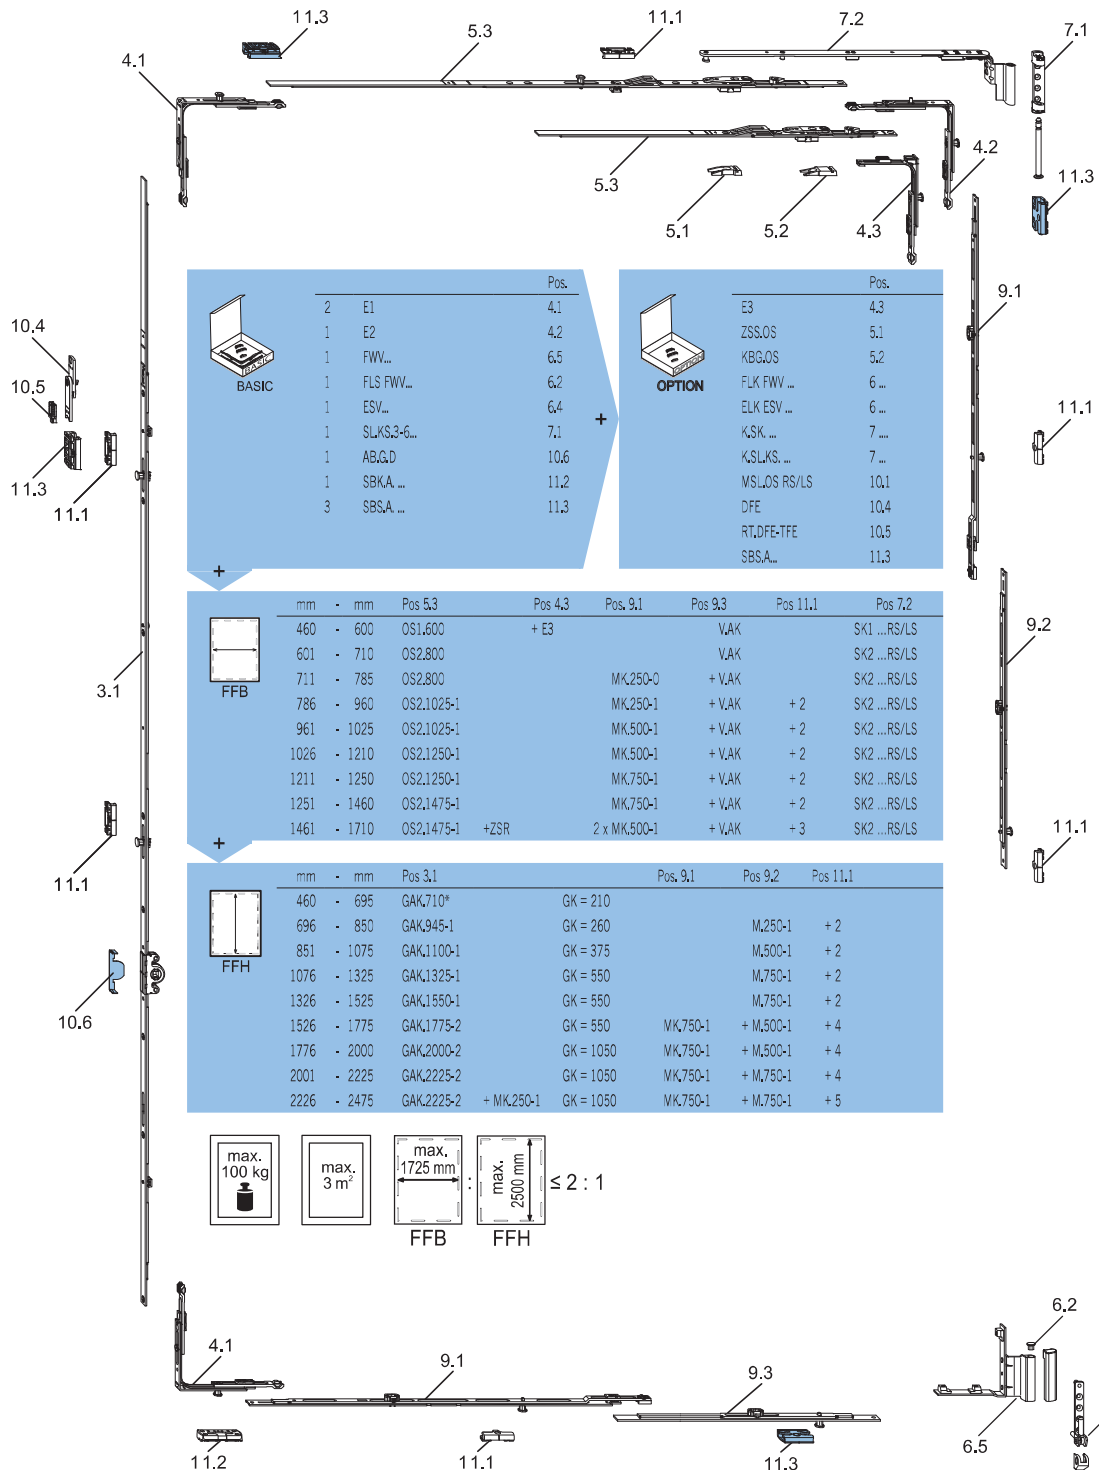 11.3
5.3
11.1
7.2
7.1
4.1
5.3
5.1
5.2
4.3
4.2
11.3
9.1
Pos.
2 E1 4.1
1 E2 4.2
1 FWV... 6.5
1 FLS FWV... 6.2
1 ESV... 6.4
1 SL.KS.3-6... 7.1
1 AB.G.D 10.6
1 SBK.A. ... 11.2
3 SBS.A. ... 11.3
BASIC
BASIC
+
Pos.
E3 4.3
ZSS.OS 5.1
KBG.OS 5.2
FLK FWV ... 6 ...
ELK ESV ... 6 ...
K.SK. ... 7 ....
K.SL.KS. ... 7 ...
MSL.OS RS/LS 10.1
DFE 10.4
RT.DFE-TFE 10.5
SBS.A... 11.3
OPTION
OPTION
10.4
10.5
11.3
11.1
11.1
+
mm - mm Pos 5.3 Pos 4.3 Pos. 9.1 Pos 9.3 Pos 11.1 Pos 7.2
460 - 600 OS1.600 + E3 V.AK SK1 ...RS/LS
601 - 710 OS2.800 V.AK SK2 ...RS/LS
711 - 785 OS2.800 MK.250-0 + V.AK SK2 ...RS/LS
786 - 960 OS2.1025-1 MK.250-1 + V.AK + 2 SK2 ...RS/LS
961 - 1025 OS2.1025-1 MK.500-1 + V.AK + 2 SK2 ...RS/LS
1026 - 1210 OS2.1250-1 MK.500-1 + V.AK + 2 SK2 ...RS/LS
1211 - 1250 OS2.1250-1 MK.750-1 + V.AK + 2 SK2 ...RS/LS
1251 - 1460 OS2.1475-1 MK.750-1 + V.AK + 2 SK2 ...RS/LS
1461 - 1710 OS2.1475-1 +ZSR 2 x MK.500-1 + V.AK + 3 SK2 ...RS/LS
FFB
3.1
9.2
11.1
11.1
+
mm - mm Pos 3.1 Pos. 9.1 Pos 9.2 Pos 11.1
460 - 695 GAK.710* GK = 210
696 - 850 GAK.945-1 GK = 260 M.250-1 + 2
851 - 1075 GAK.1100-1 GK = 375 M.500-1 + 2
1076 - 1325 GAK.1325-1 GK = 550 M.750-1 + 2
1326 - 1525 GAK.1550-1 GK = 550 M.750-1 + 2
1526 - 1775 GAK.1775-2 GK = 550 MK.750-1 + M.500-1 + 4
1776 - 2000 GAK.2000-2 GK = 1050 MK.750-1 + M.500-1 + 4
2001 - 2225 GAK.2225-2 GK = 1050 MK.750-1 + M.750-1 + 4
2226 - 2475 GAK.2225-2 + MK.250-1 GK = 1050 MK.750-1 + M.750-1 + 5
FFH
10.6
max.
100 kg
max.
3 m²
max.
1725 mm
FFB
:
max.
2500 mm
FFH
≤ 2 : 1
4.1
9.1
9.3
6.2
6.5
11.2
11.1
11.3